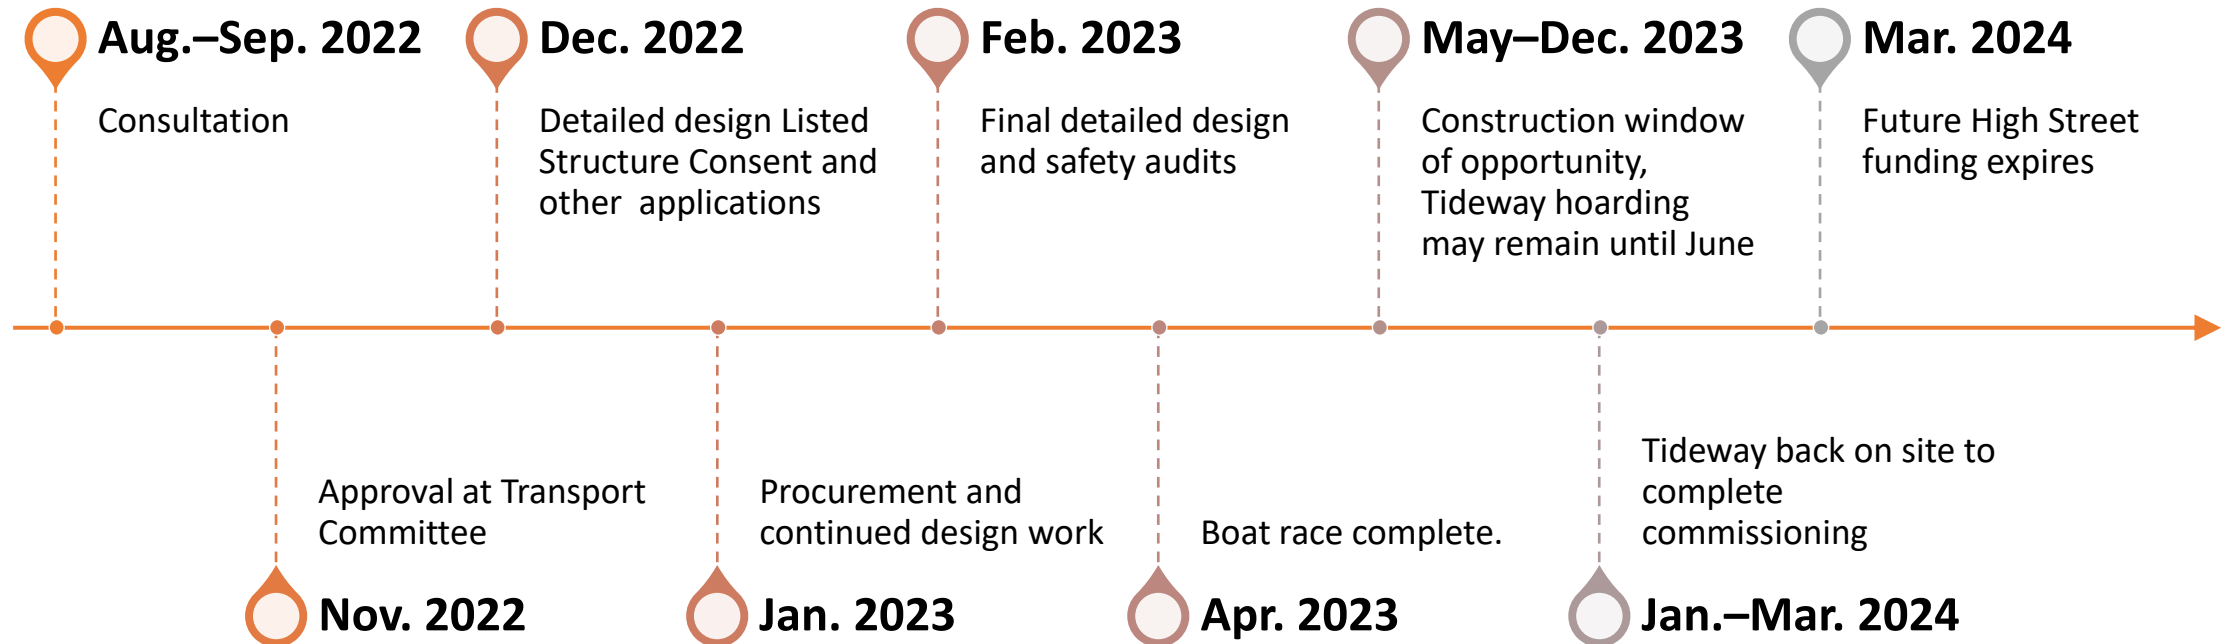 Aug.–Sep. 2022
Consultation
Nov. 2022
Approval at Transport
Committee
Dec. 2022
Detailed design Listed
Structure Consent and
other  applications
Jan. 2023
Procurement and
continued design work
Feb. 2023
Final detailed design
and safety audits
Apr. 2023
Boat race complete.
May–Dec. 2023
Construction window
of opportunity,
Tideway hoarding
may remain until June
Jan.–Mar. 2024
Tideway back on site to
complete
commissioning
Mar. 2024
Future High Street
funding expires